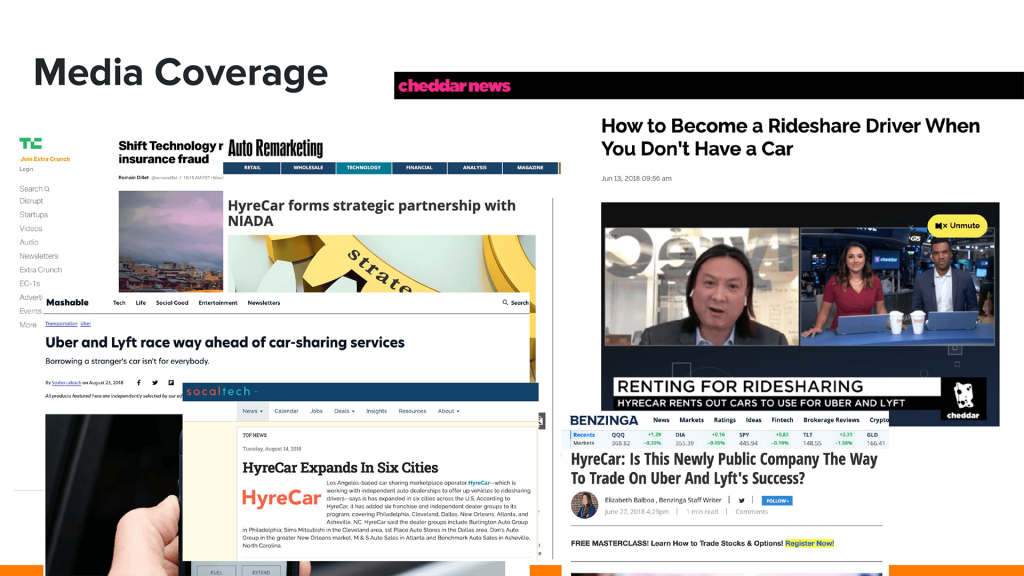 Media Coverage
cheddar news
How to Become a Rideshare Driver When
You Don't Have a Car
Jun 13, 2018 09:56 am
Unmute
cheddar
RENTING FOR RIDESHARING
HYRECAR RENTS OUT CARS TO USE FOR UBER AND LYFT
cheddar
TC
Join Extra Crunch
Login
Search
Disrupt
Startups
Videos
Audio
Newsletters
Extra Crunch
EC-1s
Adverti
Events
More
Shift Technology r
insurance fraud
Romain Dillet
Auto Remarketing
RETAIL WHOLESALE TECHNOLOGY FINANCIAL ANALYSIS MAGAZINE
HyreCar forms strategic partnership with
NIADA
strate
Mashable Tech Life Social Good Entertainment Newsletters Search
Transportation Uber
Uber and Lyft race way ahead of car-sharing services
Borrowing a stranger's car isn't for everybody.
By Sasha Lekach on August 23, 2018
All products featured here are independently selected by our ed
socaltech
News Calendar Jobs Deals Insights Resources About
TOP NEWS
Tuesday, August 14, 2018
HyreCar Expands In Six Cities
HyreCar
Los Angeles-based car sharing marketplace operator HyreCar—which is
working with independent auto dealerships to offer up vehicles to ridesharing
drivers—says is has expanded in six cities across the U.S. According to
HyreCar, it has added six franchise and independent dealer groups to its
program, covering Philadelphia, Cleveland, Dallas, New Orleans, Atlanta, and
Asheville, NC. HyreCar said the dealer groups include Burlington Auto Group
in Philadelphia; Sims Mitsubishi in the Cleveland area, 1st Place Auto Stores in the Dallas area, Don's Auto
Group in the greater New Orleans market, M & S Auto Sales in Atlanta and Benchmark Auto Sales in Asheville,
North Carolina.
FUEL EXTEND
BENZINGA News Markets Ratings Ideas Fintech Brokerage Reviews Crypto
Recents QQQ +1.29 DIA +0.16 SPY +0.83 TLT +2.31 GLD
Markets 368.82 -0.25% 355.39 -0.05% 445.94 -0.19% 148.55 -1.58% 166.41
HyreCar: Is This Newly Public Company The Way
To Trade On Uber And Lyft's Success?
Elizabeth Balboa , Benzinga Staff Writer FOLLOW
June 27, 2018 4:29pm 1 min read Comments
FREE MASTERCLASS! Learn How to Trade Stocks & Options! Register Now!